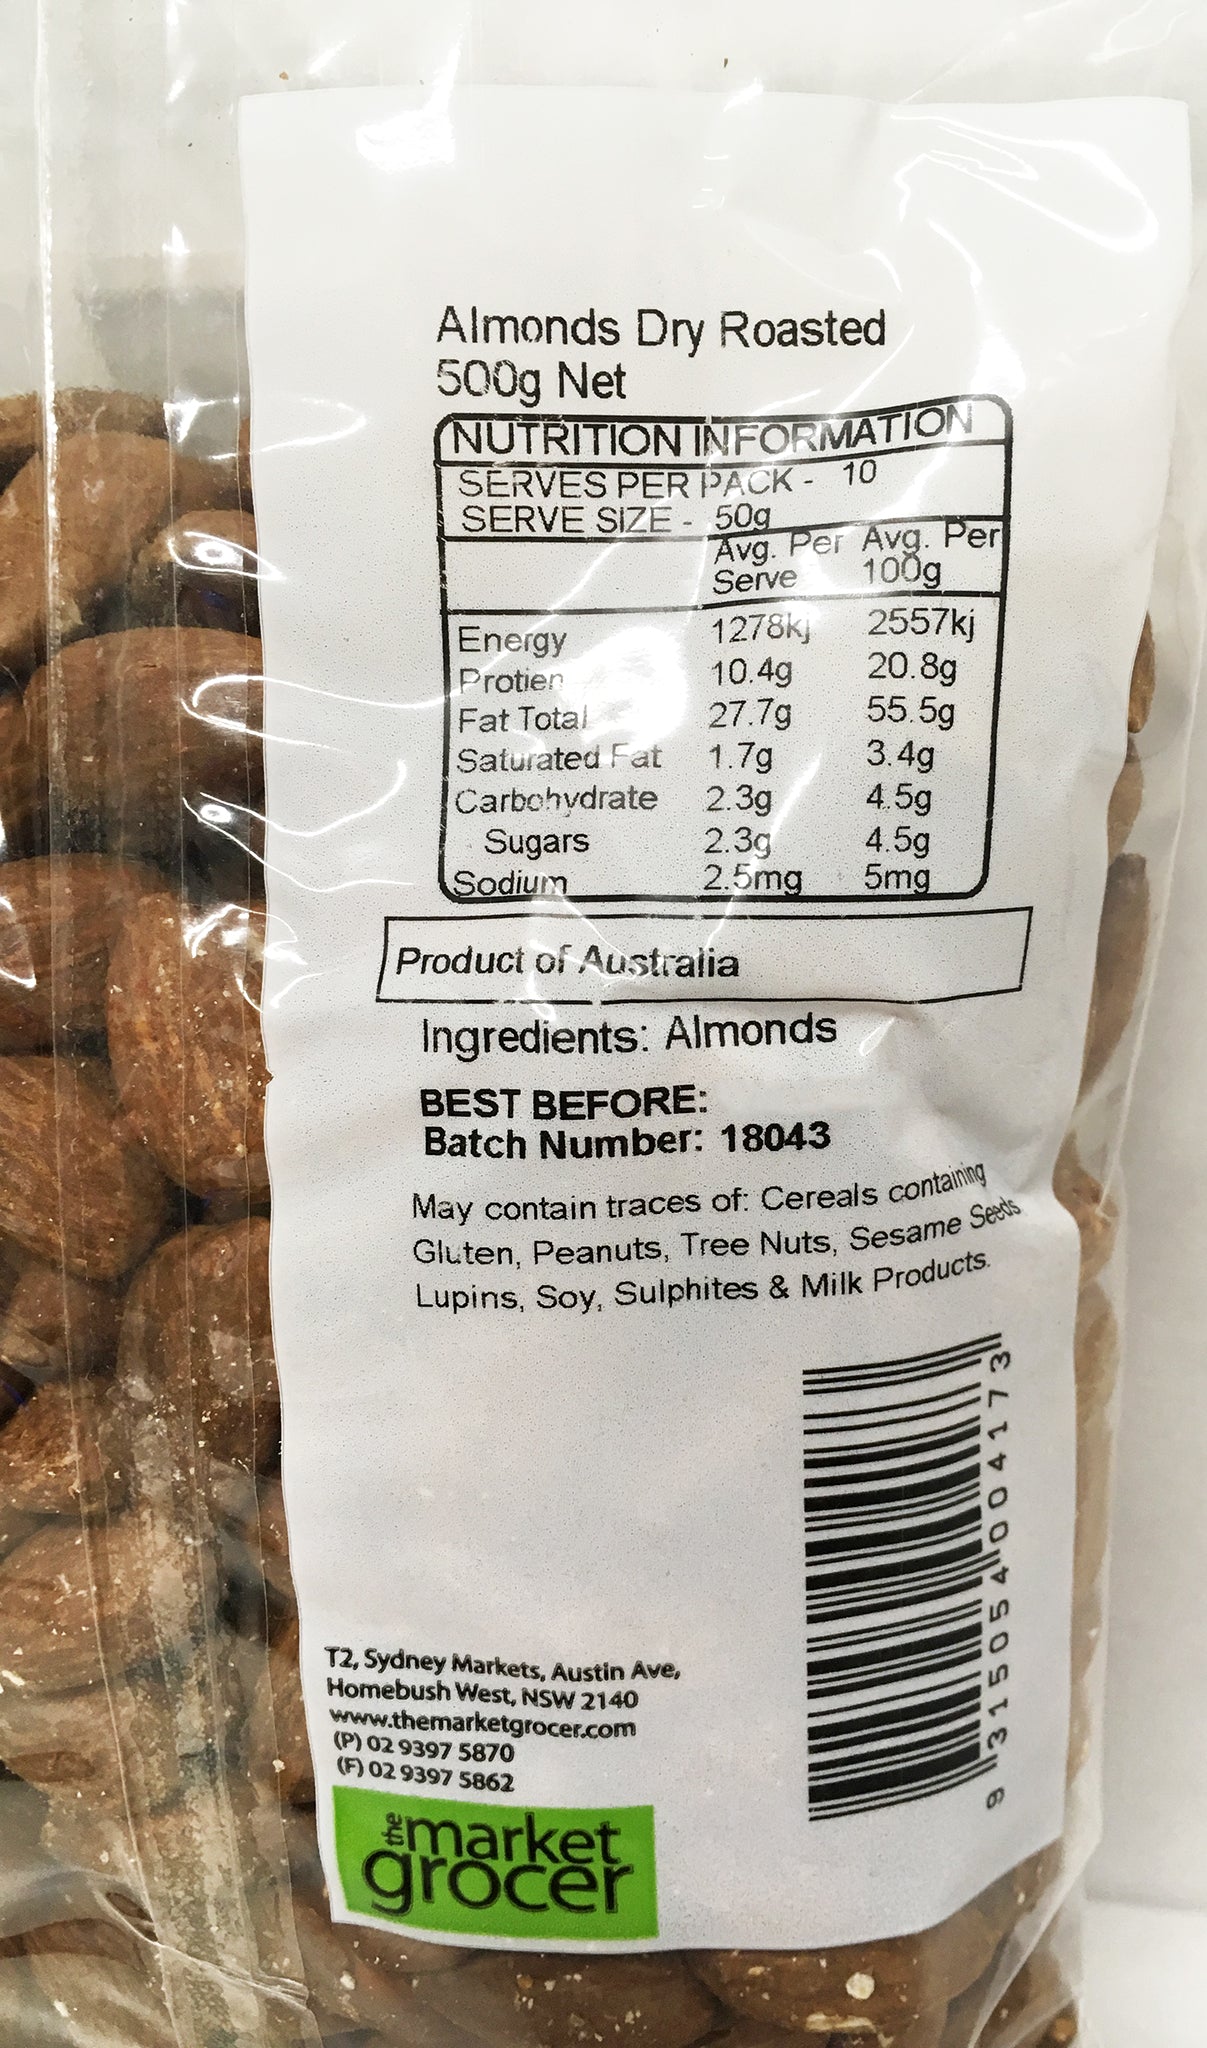 Almonds Dry Roasted
500g Net
NUTRITION INFORMATION
SERVES PER PACK - 10
SERVE SIZE - 50g
Avg. Per Avg. Per
Serve 100g
Energy 1278kj 2557kj
Protien 10.4g 20.8g
Fat Total 27.7g 55.5g
Saturated Fat 1.7g 3.4g
Carbohydrate 2.3g 4.5g
Sugars 2.3g 4.5g
Sodium 2.5mg 5mg
Product of Australia
Ingredients: Almonds
BEST BEFORE:
Batch Number: 18043
May contain traces of: Cereals containing
Gluten, Peanuts, Tree Nuts, Sesame Seeds
Lupins, Soy, Sulphites & Milk Products.
9 315054 004173
T2, Sydney Markets, Austin Ave,
Homebush West, NSW 2140
www.themarketgrocer.com
(P) 02 9397 5870
(F) 02 9397 5862
the market
grocer